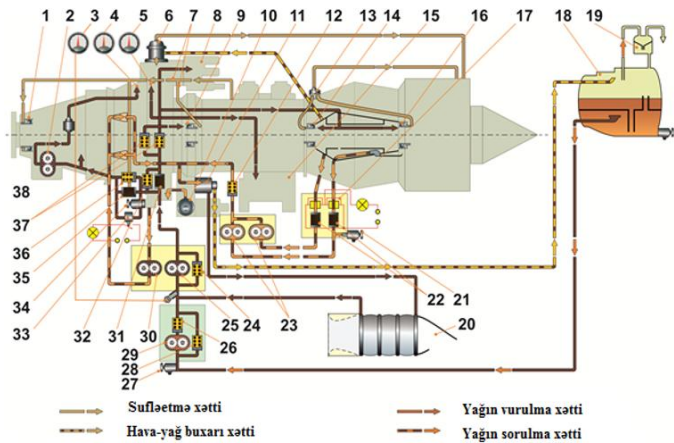 1 2 3 4 5 6 7 8 9 10 11 12 13 14 15 16 17 18 19
38
37
36
35
34
33
32 31 30 25 24 23 22 21
20
29
28
27
26
Sufləetmə xətti
Yağın vurulma xətti
Hava-yağ buxarı xətti
Yağın sorulma xətti